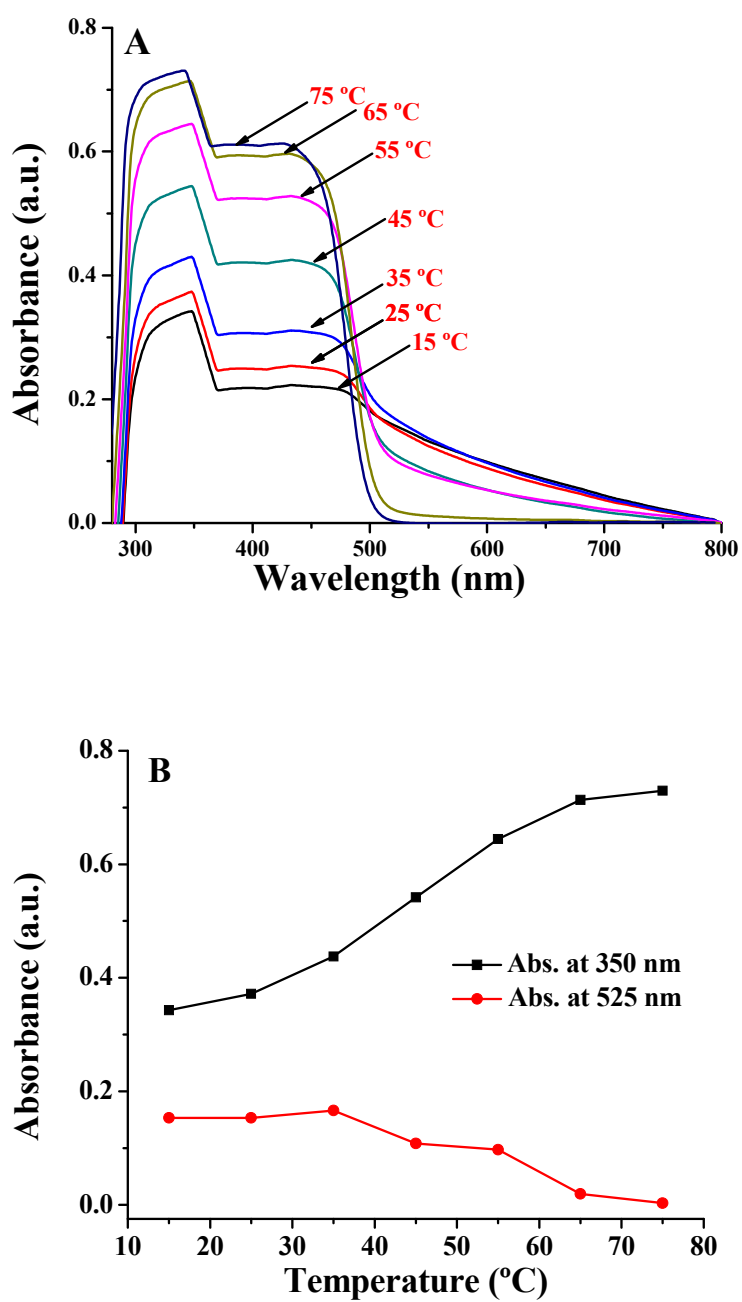 A
0.8
0.6
0.4
0.2
0.0
Absorbance (a.u.)
75 ºC
65 ºC
55 ºC
45 ºC
35 ºC
25 ºC
15 ºC
300 400 500 600 700 800
Wavelength (nm)
B
0.8
0.6
0.4
0.2
0.0
Absorbance (a.u.)
Abs. at 350 nm
Abs. at 525 nm
10 20 30 40 50 60 70 80
Temperature (ºC)